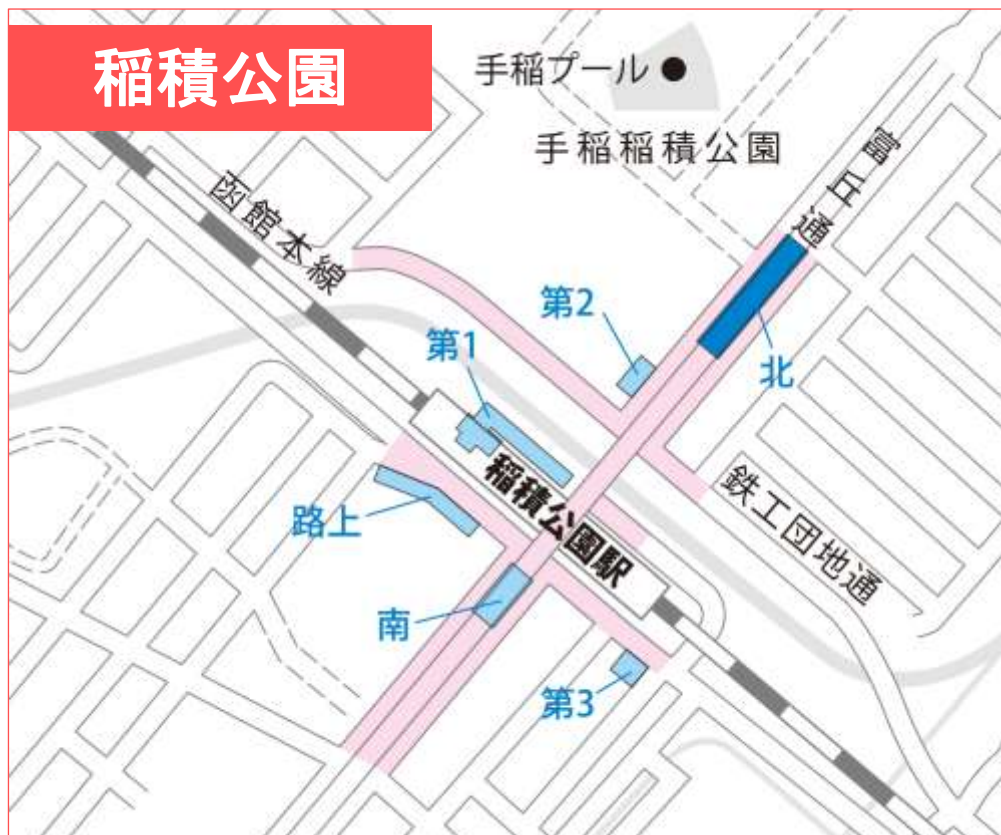 稲積公園
手稲プール
手稲稲積公園
富丘通
函館本線
第2
第1
北
稲積公園駅
鉄工団地通
路上
南
第3